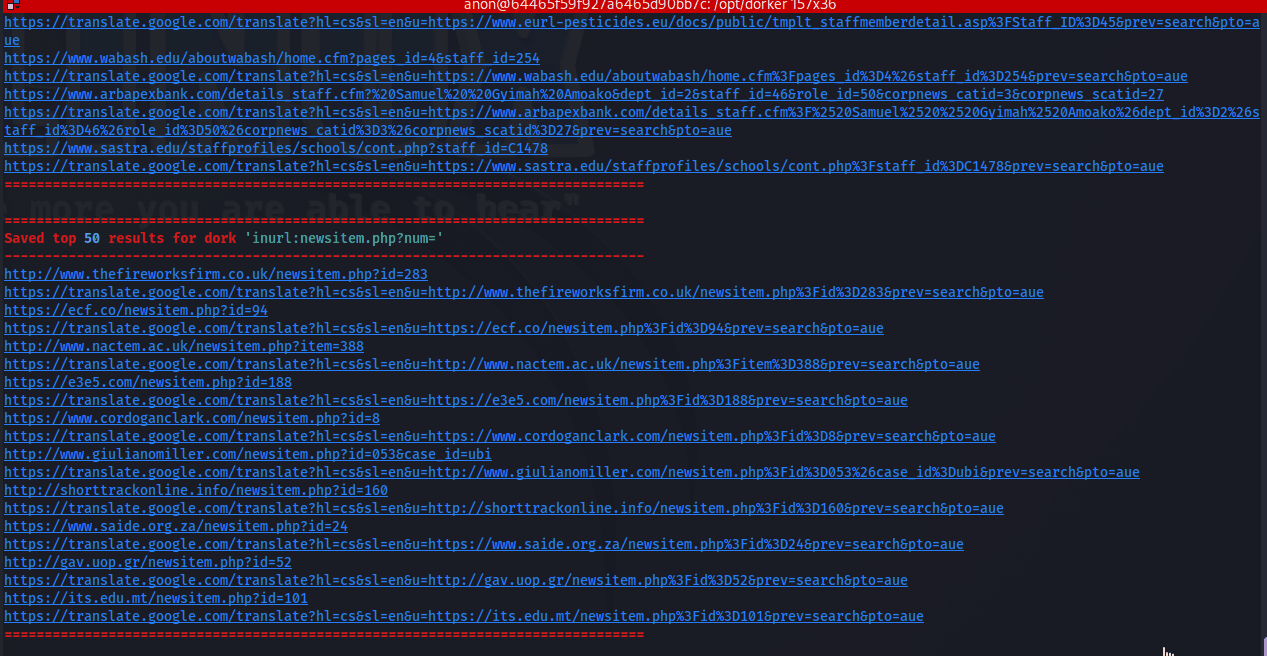 anon@64465f59f927a6465d90bb7c: /opt/dorker 157x36
https://translate.google.com/translate?hl=cs&sl=en&u=https://www.eurl-pesticides.eu/docs/public/tmplt_staffmemberdetail.asp%3FStaff_ID%3D45&prev=search&pto=a
ue
https://www.wabash.edu/aboutwabash/home.cfm?pages_id=4&staff_id=254
https://translate.google.com/translate?hl=cs&sl=en&u=https://www.wabash.edu/aboutwabash/home.cfm%3Fpages_id%3D4%26staff_id%3D254&prev=search&pto=aue
https://www.arbapexbank.com/details_staff.cfm?%20Samuel%20%20Gyimah%20Amoako&dept_id=2&staff_id=46&role_id=50&corpnews_catid=3&corpnews_scatid=27
https://translate.google.com/translate?hl=cs&sl=en&u=https://www.arbapexbank.com/details_staff.cfm%3F%2520Samuel%2520%2520Gyimah%2520Amoako%26dept_id%3D2%26s
taff_id%3D46%26role_id%3D50%26corpnews_catid%3D3%26corpnews_scatid%3D27&prev=search&pto=aue
https://www.sastra.edu/staffprofiles/schools/cont.php?staff_id=C1478
https://translate.google.com/translate?hl=cs&sl=en&u=https://www.sastra.edu/staffprofiles/schools/cont.php%3Fstaff_id%3DC1478&prev=search&pto=aue
================================================================================
more you are able to hear"
================================================================================
Saved top 50 results for dork 'inurl:newsitem.php?num='
--------------------------------------------------------------------------------
http://www.thefireworksfirm.co.uk/newsitem.php?id=283
https://translate.google.com/translate?hl=cs&sl=en&u=http://www.thefireworksfirm.co.uk/newsitem.php%3Fid%3D283&prev=search&pto=aue
https://ecf.co/newsitem.php?id=94
https://translate.google.com/translate?hl=cs&sl=en&u=https://ecf.co/newsitem.php%3Fid%3D94&prev=search&pto=aue
http://www.nactem.ac.uk/newsitem.php?item=388
https://translate.google.com/translate?hl=cs&sl=en&u=http://www.nactem.ac.uk/newsitem.php%3Fitem%3D388&prev=search&pto=aue
https://e3e5.com/newsitem.php?id=188
https://translate.google.com/translate?hl=cs&sl=en&u=https://e3e5.com/newsitem.php%3Fid%3D188&prev=search&pto=aue
https://www.cordoganclark.com/newsitem.php?id=8
https://translate.google.com/translate?hl=cs&sl=en&u=https://www.cordoganclark.com/newsitem.php%3Fid%3D8&prev=search&pto=aue
http://www.giulianomiller.com/newsitem.php?id=053&case_id=ubi
https://translate.google.com/translate?hl=cs&sl=en&u=http://www.giulianomiller.com/newsitem.php%3Fid%3D053%26case_id%3Dubi&prev=search&pto=aue
http://shorttrackonline.info/newsitem.php?id=160
https://translate.google.com/translate?hl=cs&sl=en&u=http://shorttrackonline.info/newsitem.php%3Fid%3D160&prev=search&pto=aue
https://www.saide.org.za/newsitem.php?id=24
https://translate.google.com/translate?hl=cs&sl=en&u=https://www.saide.org.za/newsitem.php%3Fid%3D24&prev=search&pto=aue
http://gav.uop.gr/newsitem.php?id=52
https://translate.google.com/translate?hl=cs&sl=en&u=http://gav.uop.gr/newsitem.php%3Fid%3D52&prev=search&pto=aue
https://its.edu.mt/newsitem.php?id=101
https://translate.google.com/translate?hl=cs&sl=en&u=https://its.edu.mt/newsitem.php%3Fid%3D101&prev=search&pto=aue
================================================================================